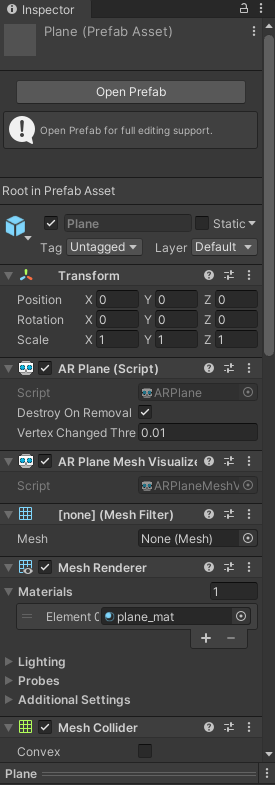 Inspector
Plane (Prefab Asset)
Open Prefab
Open Prefab for full editing support.
Root in Prefab Asset
Plane Static
Tag Untagged Layer Default
Transform
Position X 0 Y 0 Z 0
Rotation X 0 Y 0 Z 0
Scale X 1 Y 1 Z 1
AR Plane (Script)
Script ARPlane
Destroy On Removal
Vertex Changed Thre 0.01
AR Plane Mesh Visualize
Script ARPlaneMeshV
[none] (Mesh Filter)
Mesh None (Mesh)
Mesh Renderer
Materials 1
Element 0 plane_mat
Lighting
Probes
Additional Settings
Mesh Collider
Convex
Plane